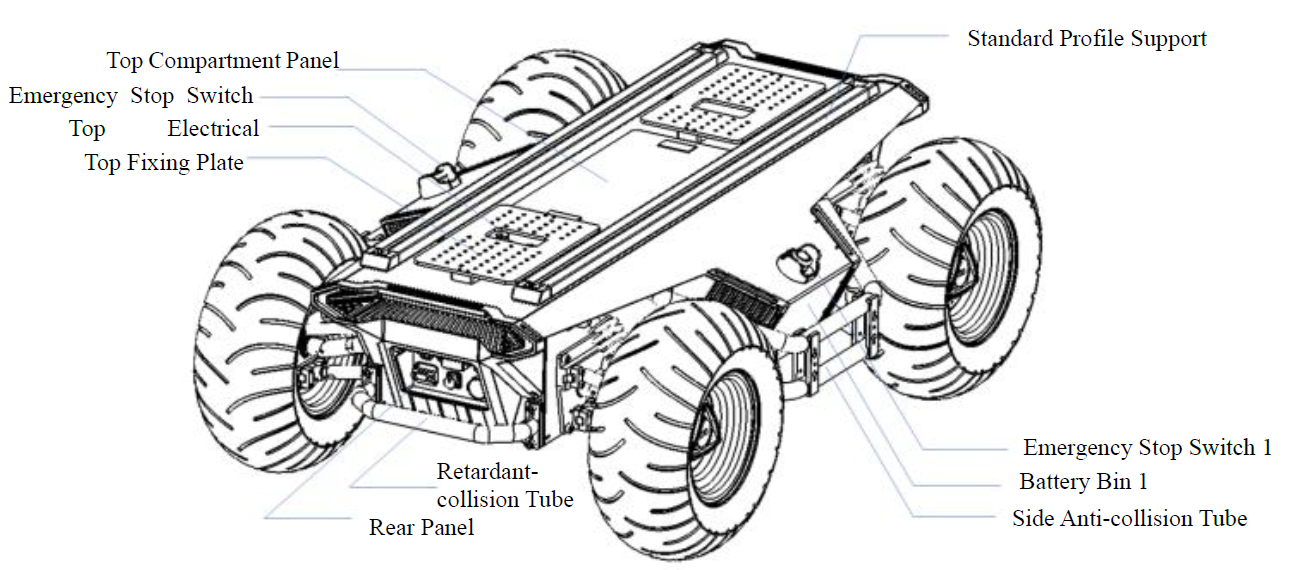 Standard Profile Support
Top Compartment Panel
Emergency Stop Switch
Top Electrical
Top Fixing Plate
Emergency Stop Switch 1
Retardant-
collision Tube
Battery Bin 1
Side Anti-collision Tube
Rear Panel